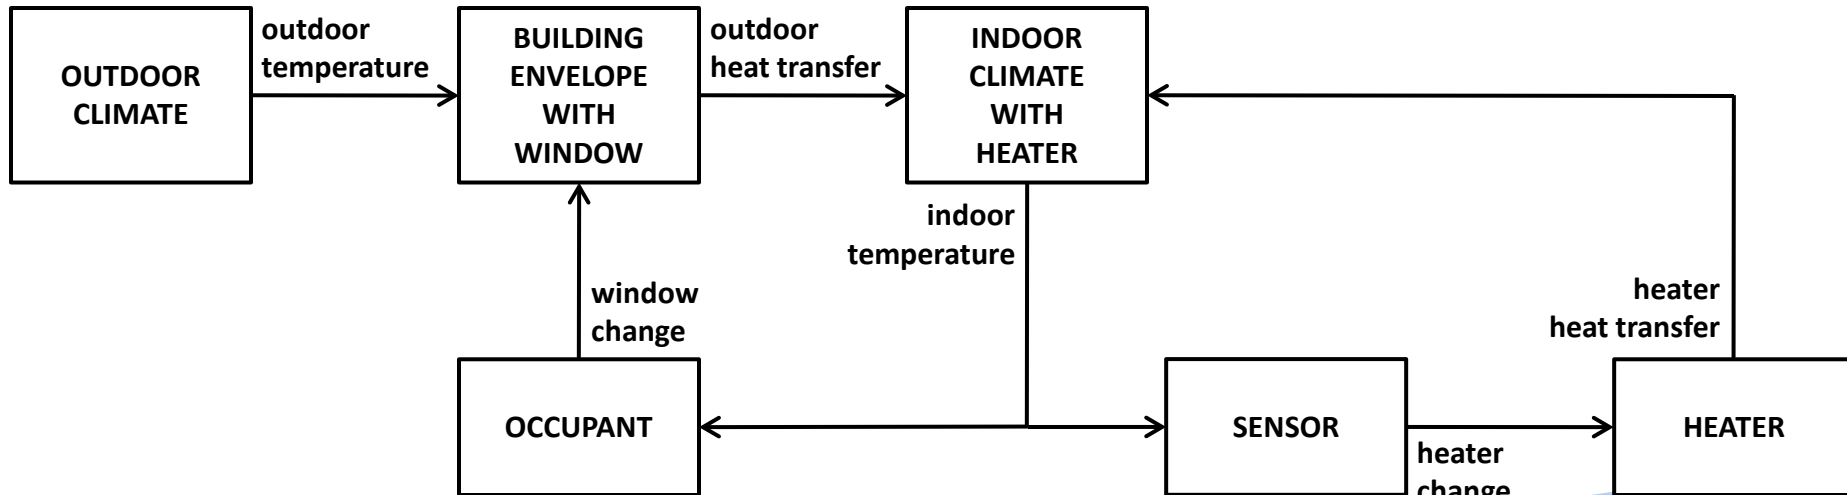 OUTDOOR
CLIMATE
outdoor
temperature
BUILDING
ENVELOPE
WITH
WINDOW
outdoor
heat transfer
INDOOR
CLIMATE
WITH
HEATER
indoor
temperature
window
change
heater
heat transfer
OCCUPANT
SENSOR
heater
change
HEATER